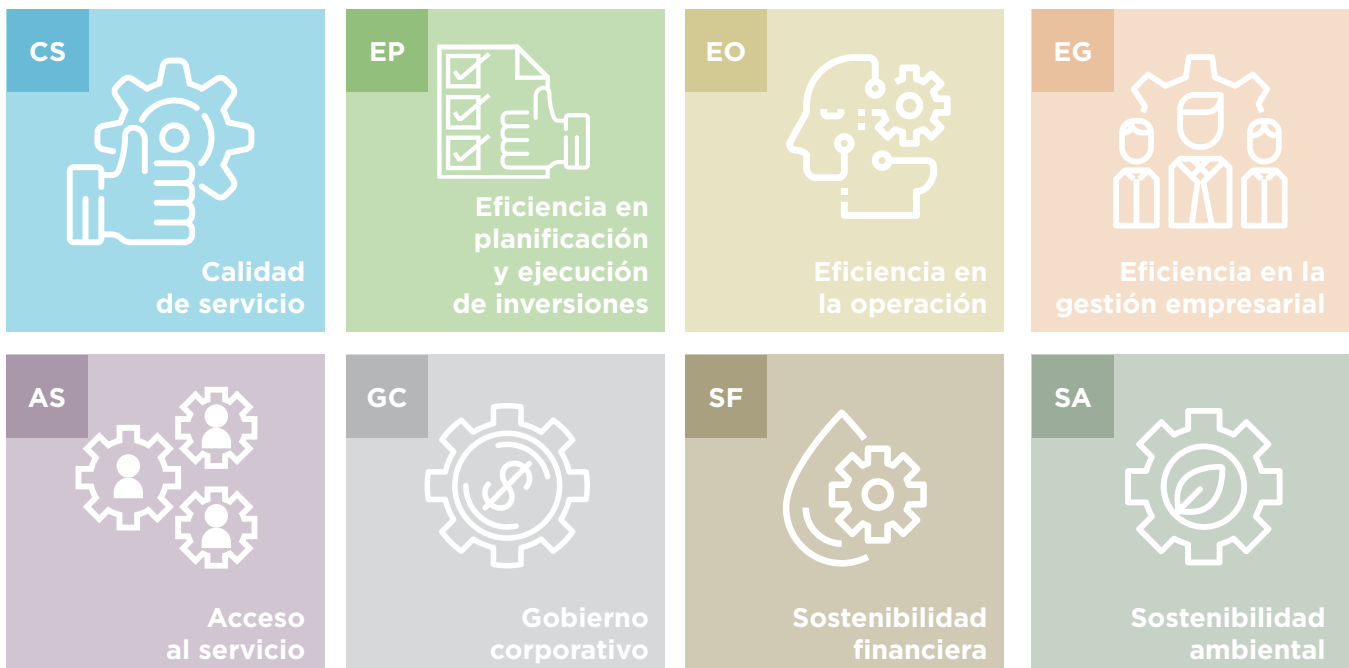 CS
Calidad
de servicio
EP
Eficiencia en
planificación
y ejecución
de inversiones
EO
Eficiencia en
la operación
EG
Eficiencia en la
gestión empresarial
AS
Acceso
al servicio
GC
Gobierno
corporativo
SF
Sostenibilidad
financiera
SA
Sostenibilidad
ambiental